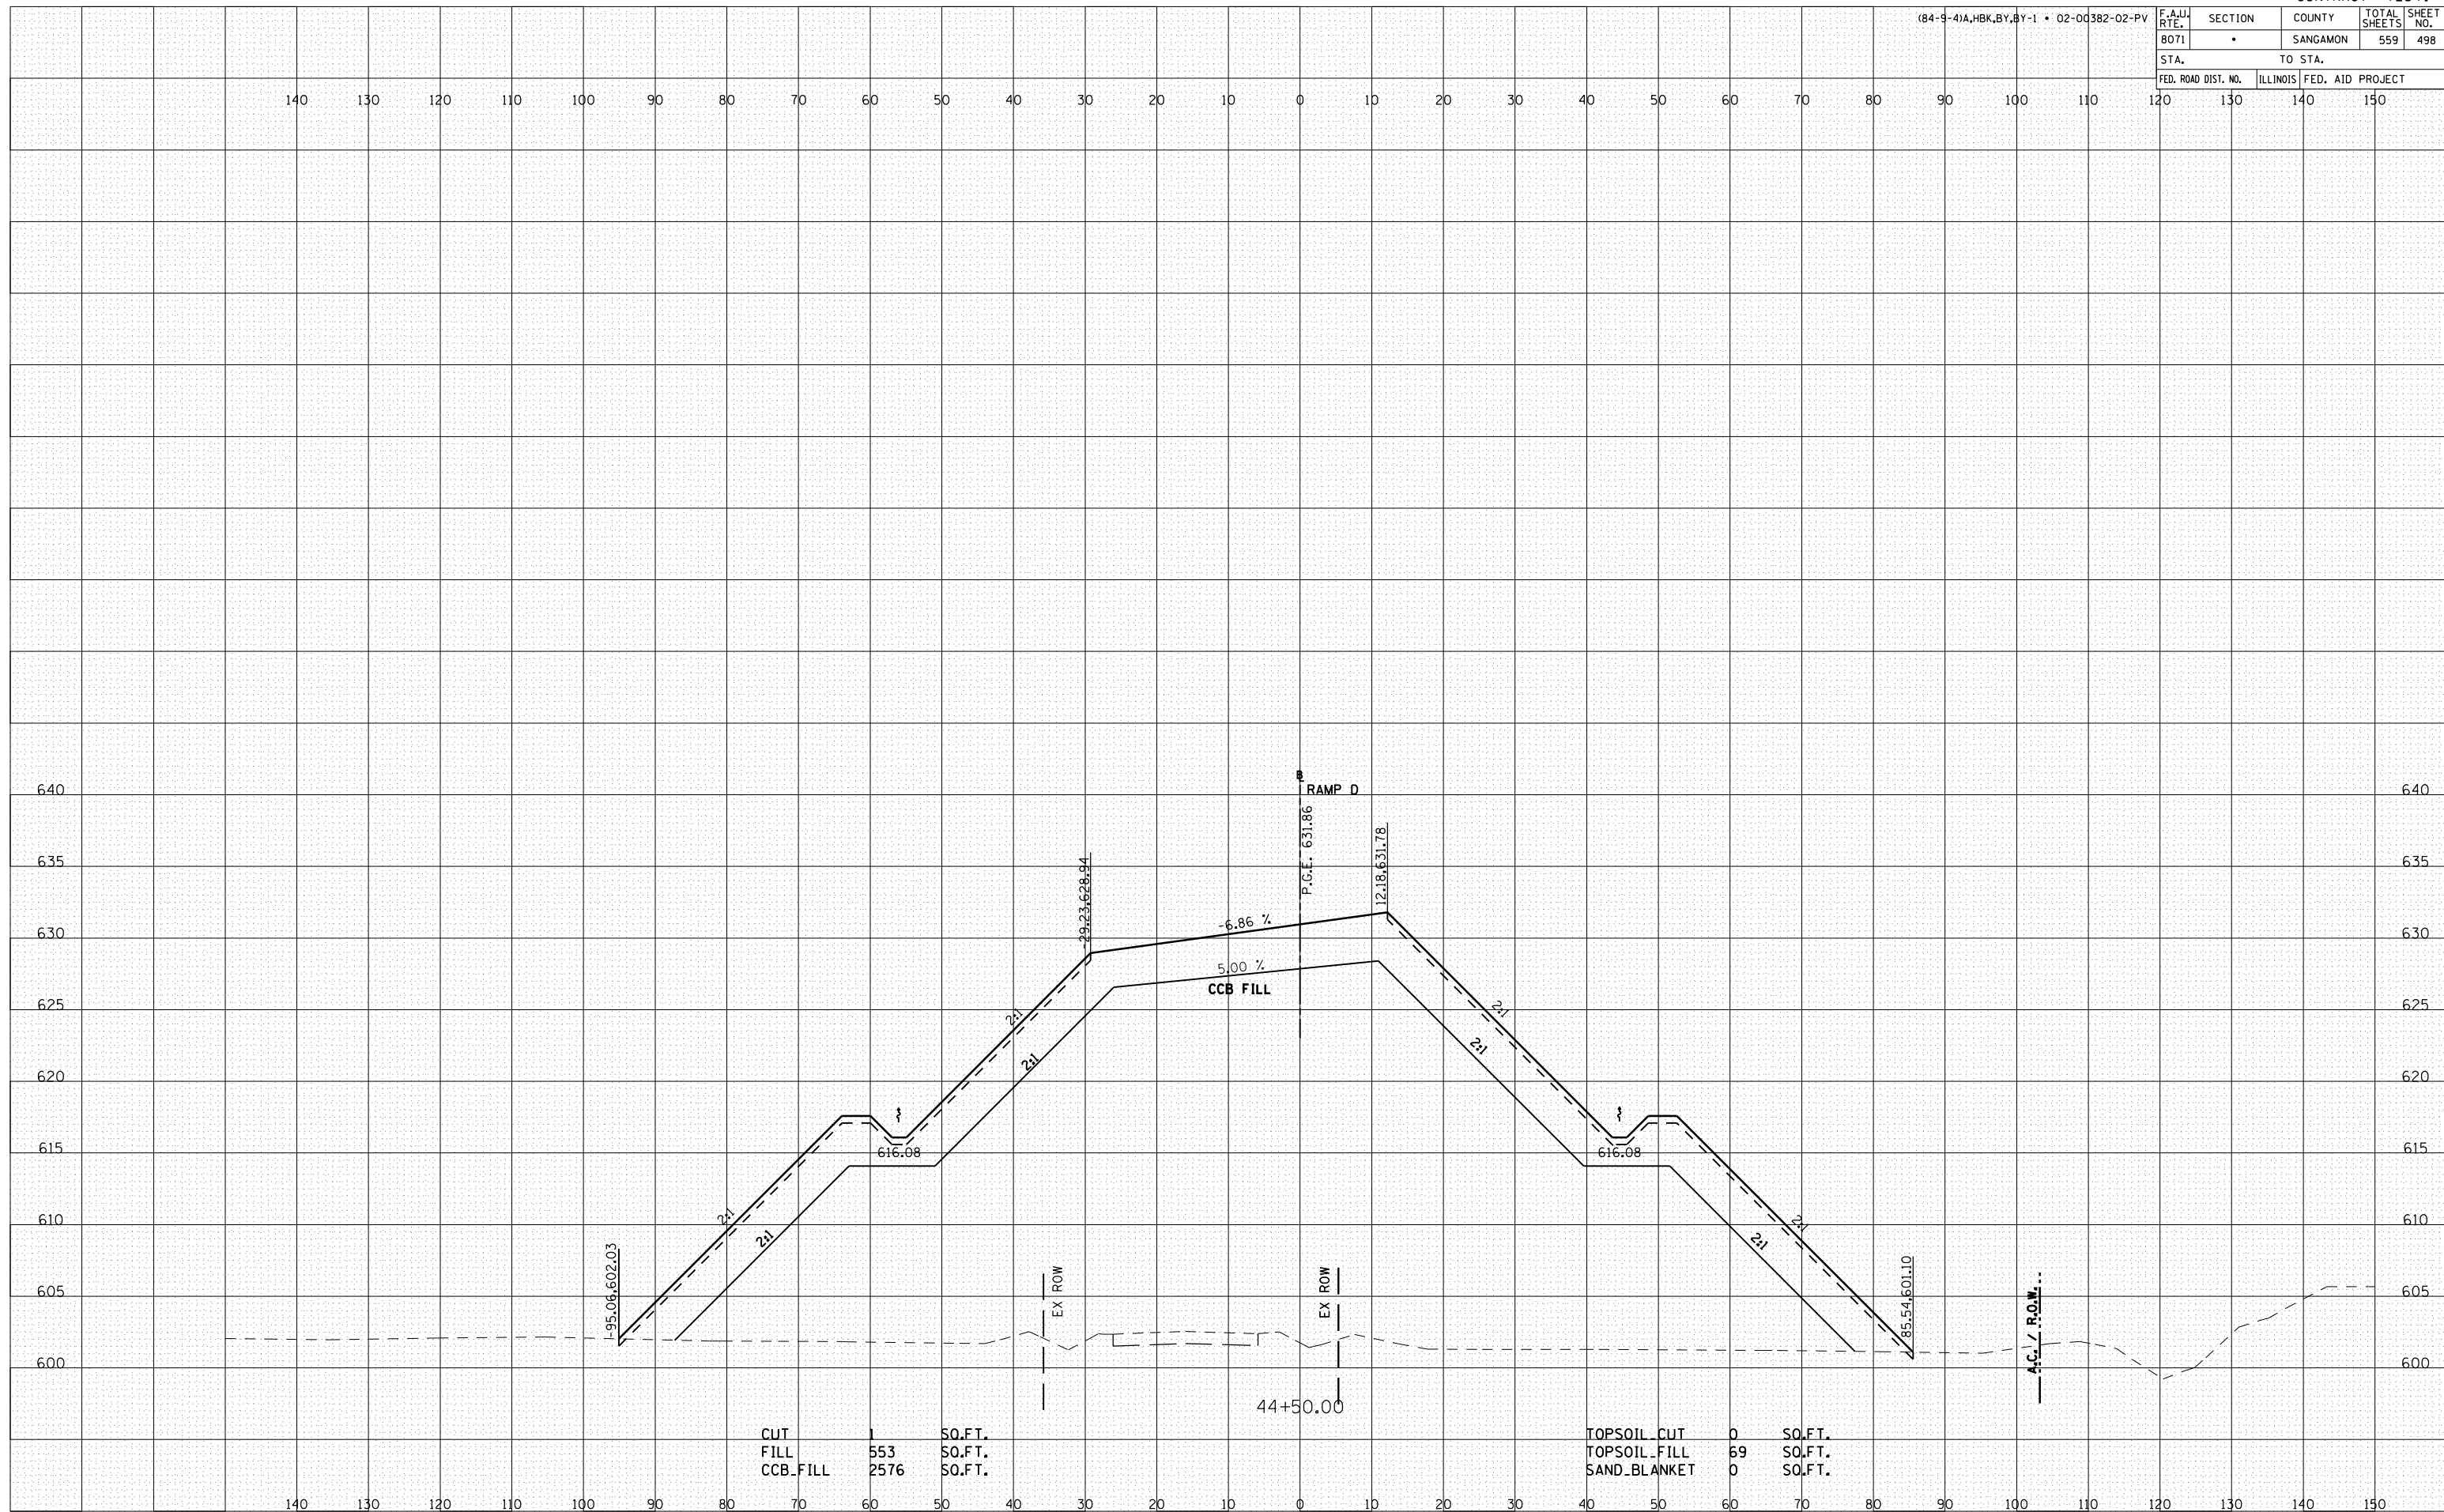 (84-9-4)A,HBK,BY,BY-1 • 02-00382-02-PV
F.A.U. RTE. SECTION COUNTY TOTAL SHEETS SHEET NO.
8071 • SANGAMON 559 498
STA. TO STA.
FED. ROAD DIST. NO. ILLINOIS FED. AID PROJECT
140 130 120 110 100 90 80 70 60 50 40 30 20 10 0 10 20 30 40 50 60 70 80 90 100 110 120 130 140 150
640 640
635 635
630 630
625 625
620 620
615 615
610 610
605 605
600 600
B
RAMP D
P.G.E. 631.86
12.18,631.78
-29.23,628.94
-6.86 %
5.00 %
CCB FILL
2:1
2:1
2:1
2:1
616.08
616.08
2:1
2:1
2:1
2:1
-95.06,602.03
EX ROW
EX ROW
85.54,601.10
A.C. / R.O.W.
44+50.00
CUT 1 SQ.FT.
FILL 553 SQ.FT.
CCB_FILL 2576 SQ.FT.
TOPSOIL_CUT 0 SQ.FT.
TOPSOIL_FILL 69 SQ.FT.
SAND_BLANKET 0 SQ.FT.
140 130 120 110 100 90 80 70 60 50 40 30 20 10 0 10 20 30 40 50 60 70 80 90 100 110 120 130 140 150